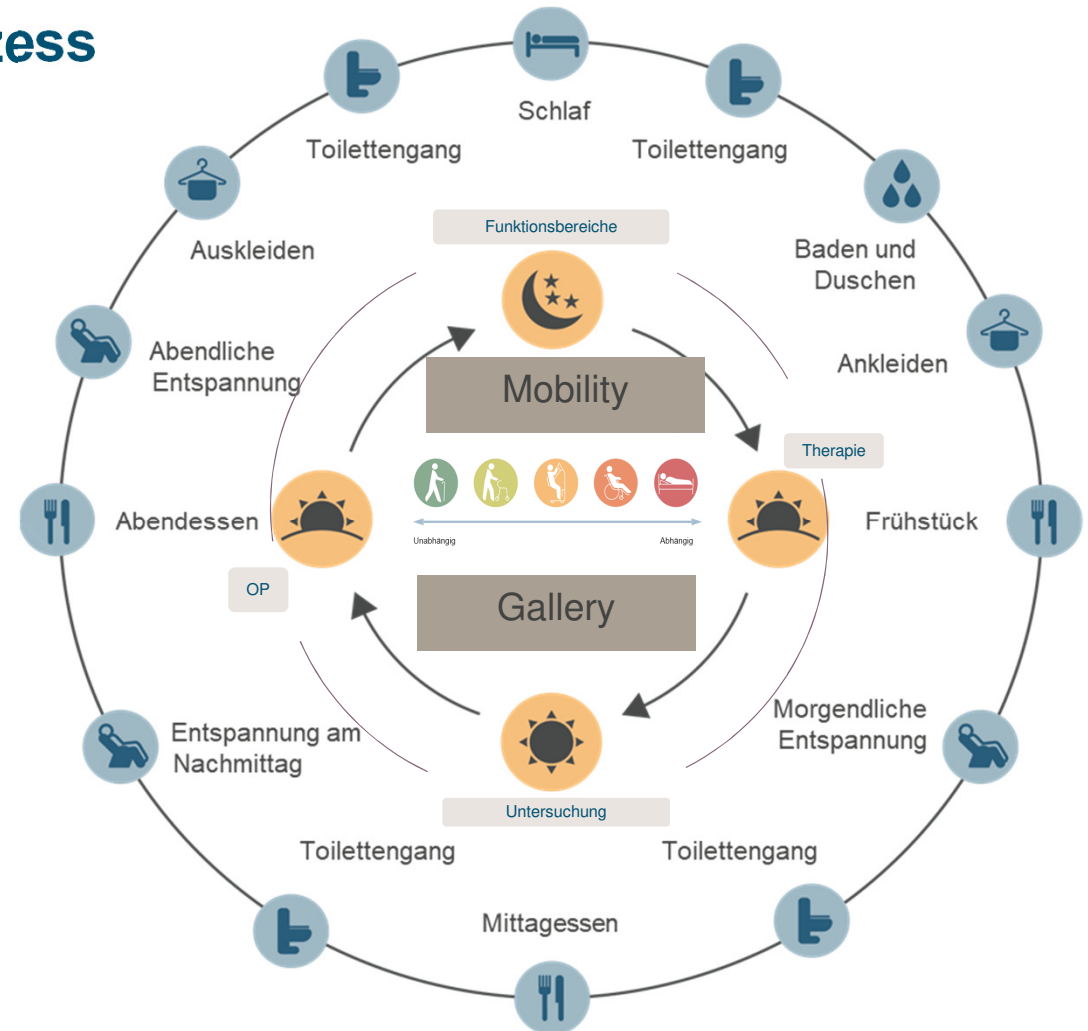 zess
Schlaf
Toilettengang
Toilettengang
Funktionsbereiche
Auskleiden
Baden und
Duschen
Abendliche
Entspannung
Ankleiden
Mobility
Therapie
Abendessen
Frühstück
Unabhängig
Abhängig
OP
Gallery
Entspannung am
Nachmittag
Morgendliche
Entspannung
Untersuchung
Toilettengang
Toilettengang
Mittagessen